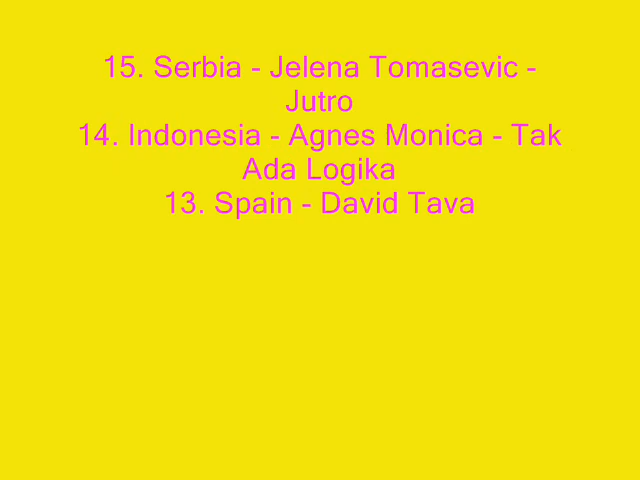 15. Serbia - Jelena Tomasevic -
Jutro
14. Indonesia - Agnes Monica - Tak
Ada Logika
13. Spain - David Tava